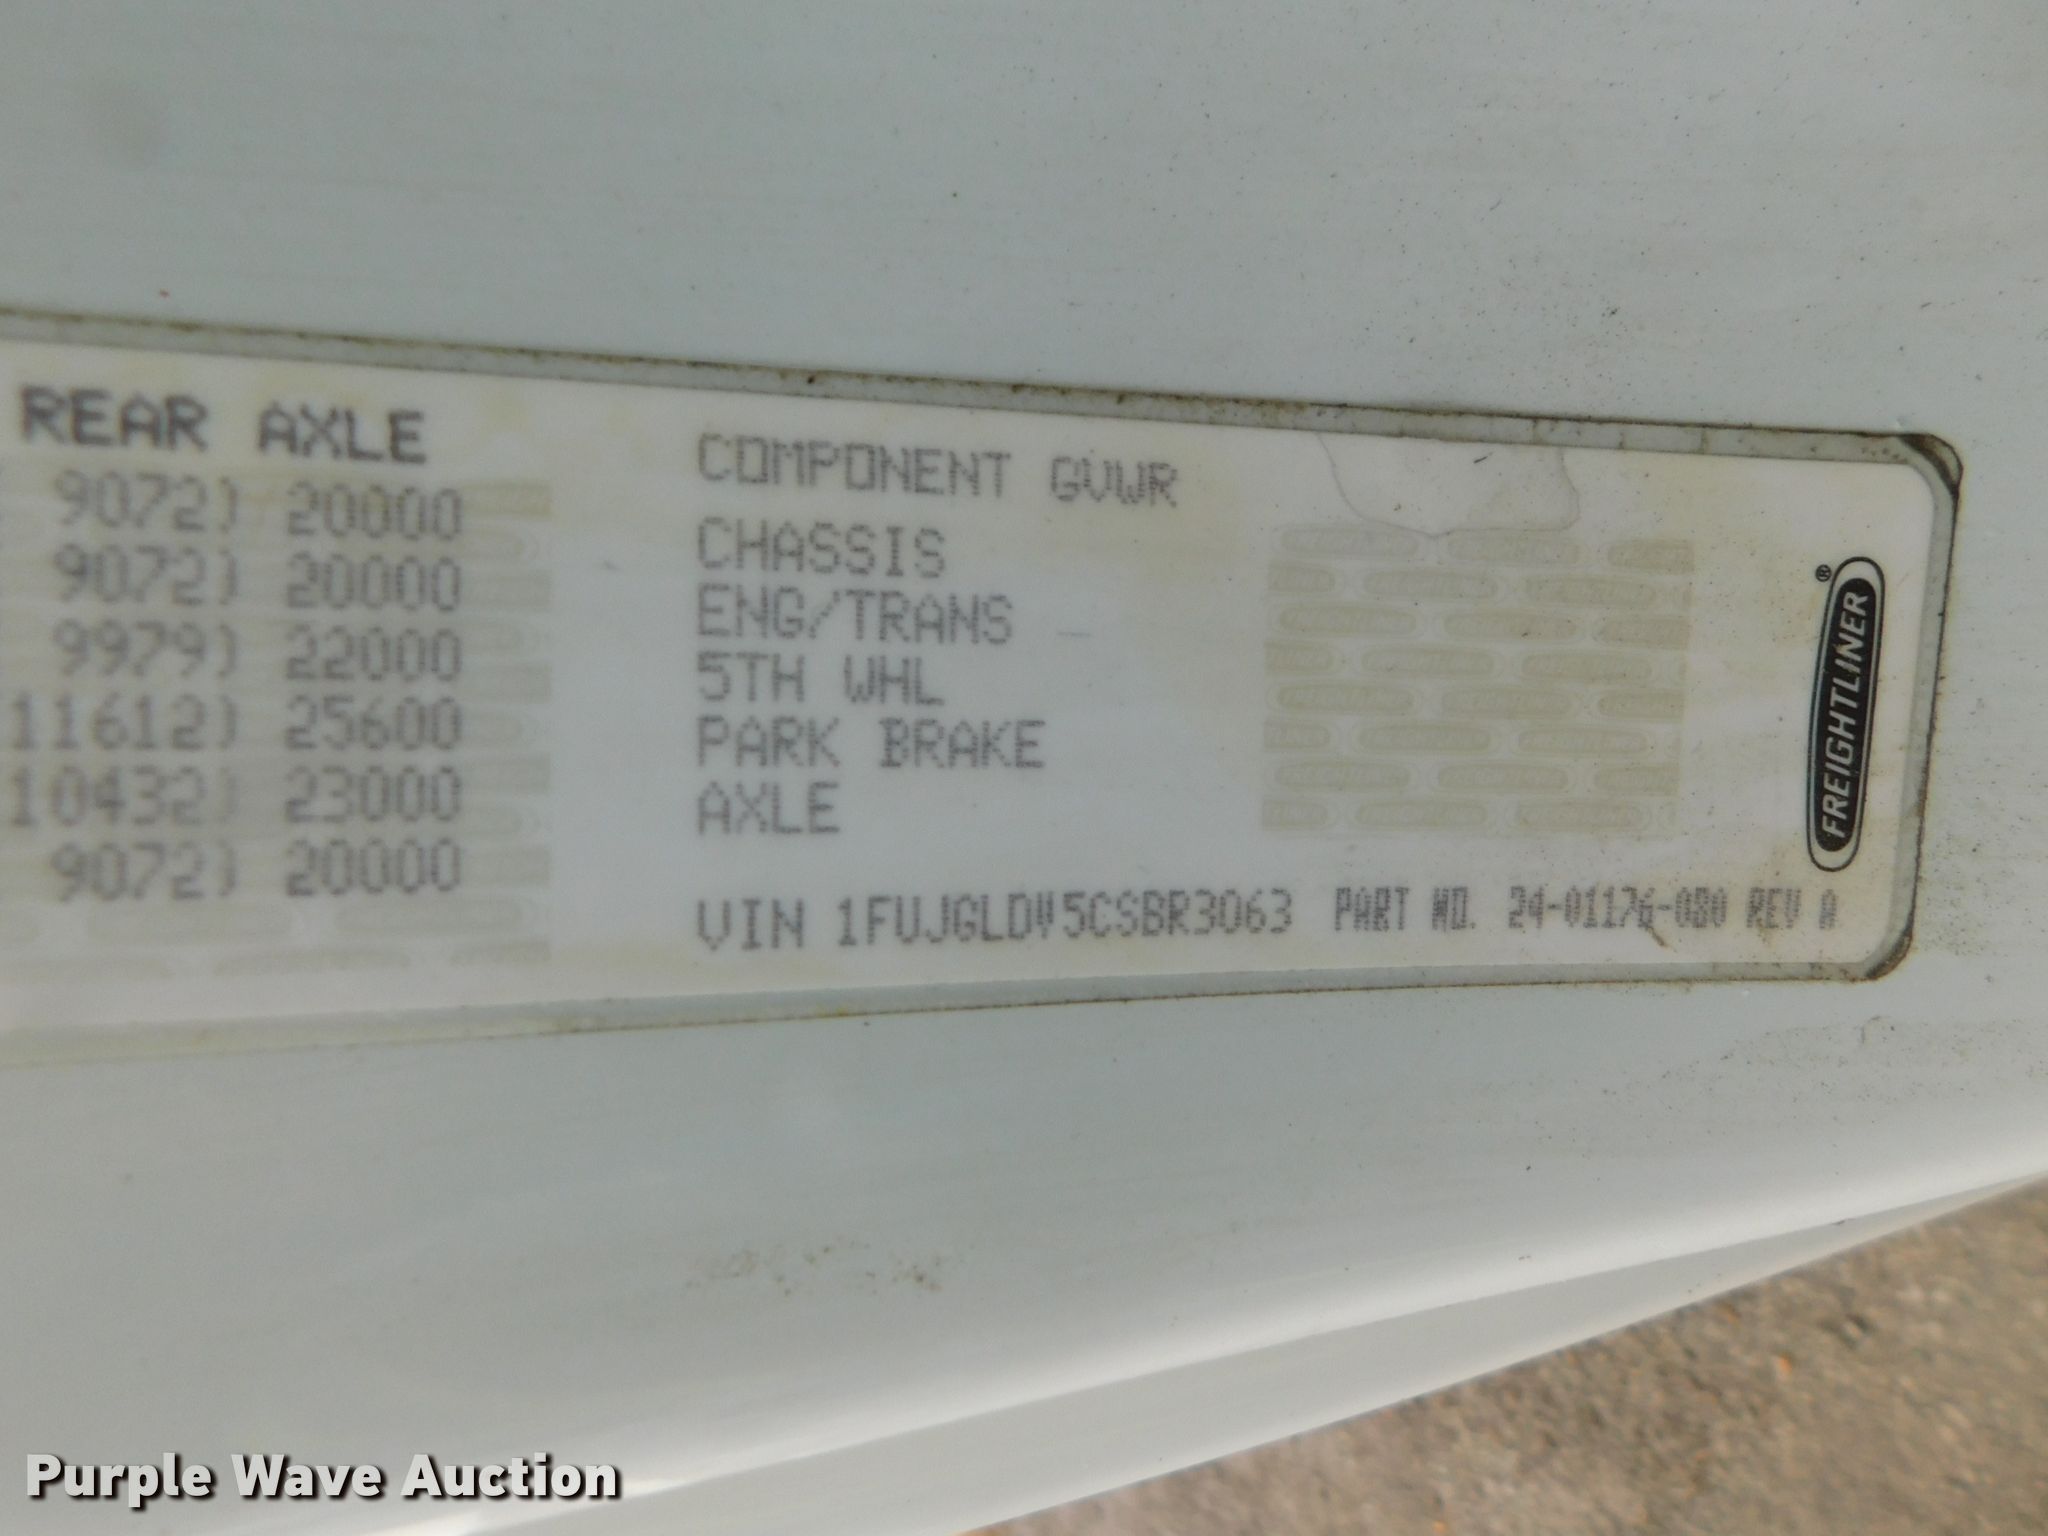 REAR AXLE
9072) 20000
9072) 20000
9979) 22000
11612) 25600
10432) 23000
9072) 20000
COMPONENT GVWR
CHASSIS
ENG/TRANS
5TH WHL
PARK BRAKE
AXLE
VIN 1FUJGLDV5CSBR3063 PART NO. 24-01176-080 REV A
FREIGHTLINER®
Purple Wave Auction